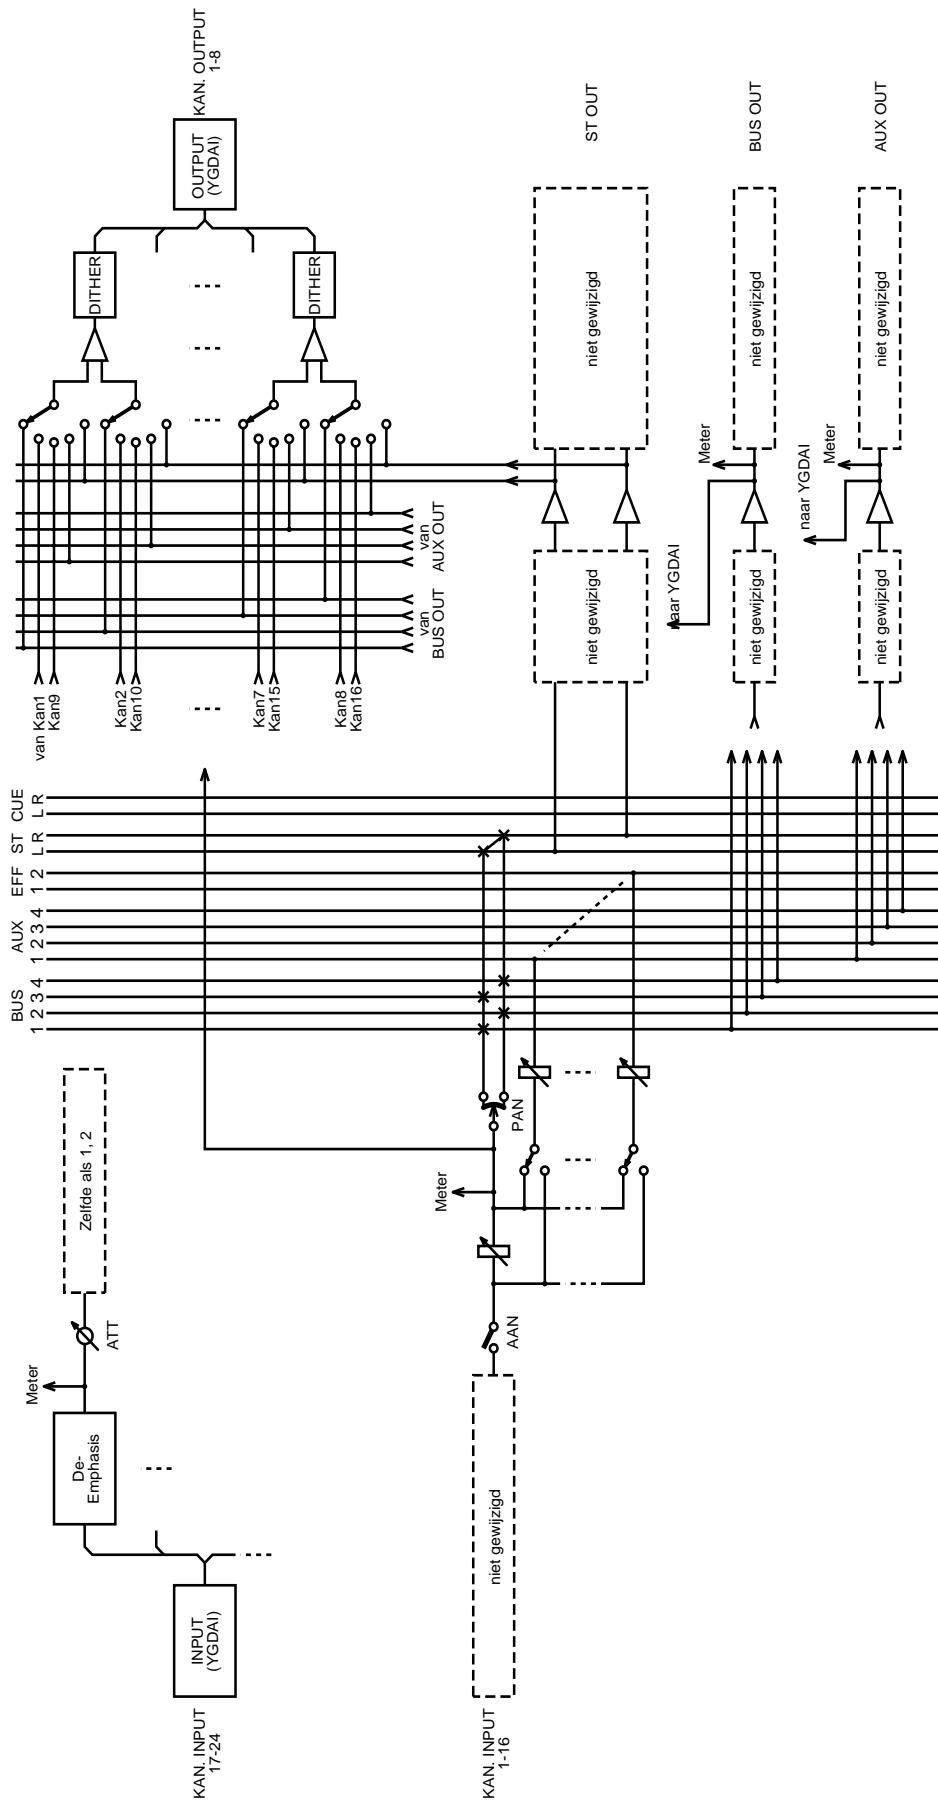 KAN. INPUT
17-24
INPUT
(YGDAI)
De-
Emphasis
Meter
ATT
Zelfde als 1, 2
BUS
1 2 3 4
AUX
1 2 3 4
EFF
1 2
ST
L R
CUE
L R
van Kan1
Kan9
Kan2
Kan10
Kan7
Kan15
Kan8
Kan16
van
BUS OUT
van
AUX OUT
DITHER
DITHER
OUTPUT
(YGDAI)
KAN. OUTPUT
1-8
KAN. INPUT
1-16
niet gewijzigd
AAN
Meter
PAN
niet gewijzigd
niet gewijzigd
ST OUT
naar YGDAI
niet gewijzigd
Meter
niet gewijzigd
BUS OUT
naar YGDAI
niet gewijzigd
Meter
niet gewijzigd
AUX OUT